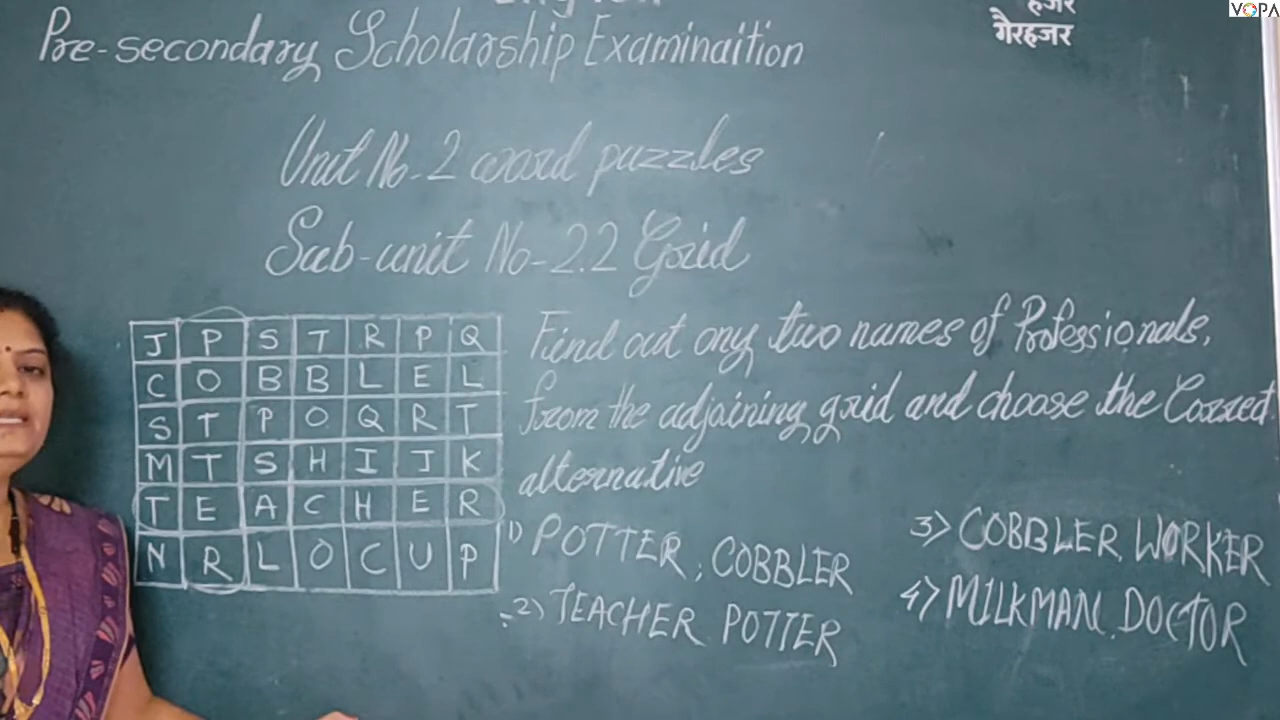 VOPA
हजर
गैरहजर
Pre-secondary Scholarship Examinaition
Unit No-2 word puzzles
Sub-unit No-2.2 Grid
J P S T R P Q
C O B B L E L
S T P O Q R T
M T S H I J K
T E A C H E R
N R L O C U P
Find out any two names of Professionals,
from the adjaining grid and choose the Correct
alternative
1) POTTER, COBBLER
2) TEACHER POTTER
3) COBBLER, WORKER
4) MILKMAN, DOCTOR